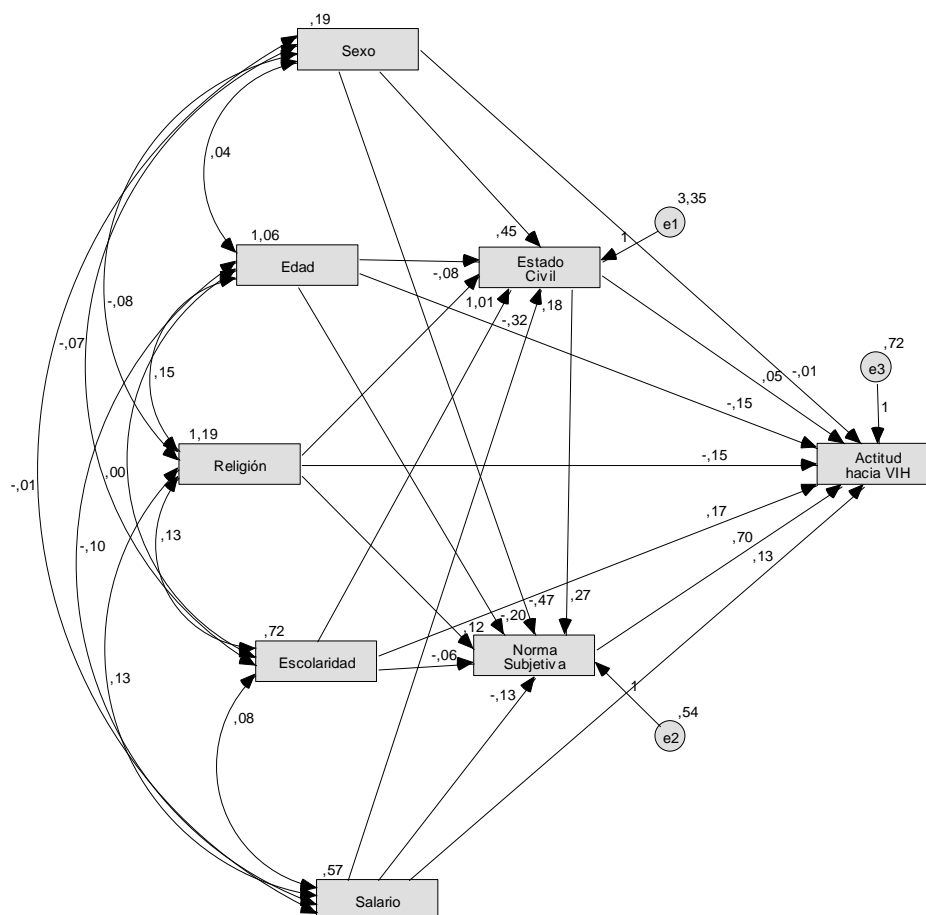 ,19
Sexo
,04
3,35
e1
,45
1
1,06
Edad
Estado
Civil
-,08
-,08
1,01
-,32
,18
-,07
,72
e3
,05
-,01
,15
-,15
1
1,19
Religión
-,15
Actitud
hacia VIH
-,01
,00
,17
-,10
,13
,70
,13
-,47
,27
-,20
,12
,72
Escolaridad
-,06
Norma
Subjetiva
,13
-,13
1
,08
,54
e2
,57
Salario